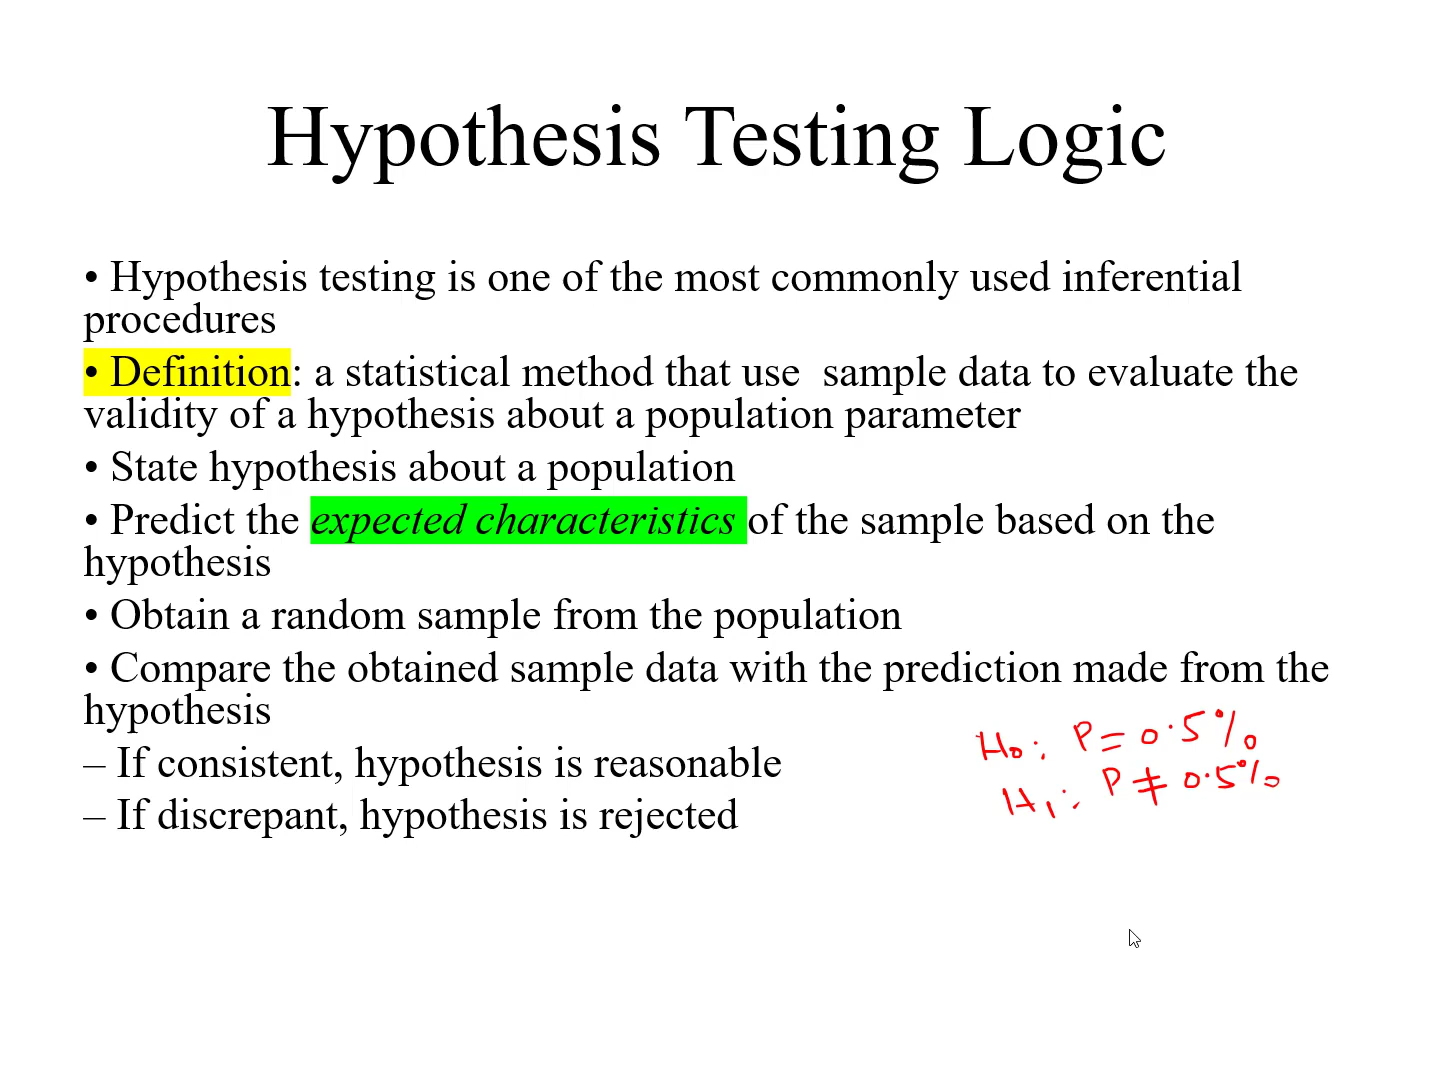 Hypothesis Testing Logic
• Hypothesis testing is one of the most commonly used inferential
procedures
• Definition: a statistical method that use  sample data to evaluate the
validity of a hypothesis about a population parameter
• State hypothesis about a population
• Predict the expected characteristics of the sample based on the
hypothesis
• Obtain a random sample from the population
• Compare the obtained sample data with the prediction made from the
hypothesis
– If consistent, hypothesis is reasonable
– If discrepant, hypothesis is rejected
H₀: P = 0.5%
H₁: P ≠ 0.5%